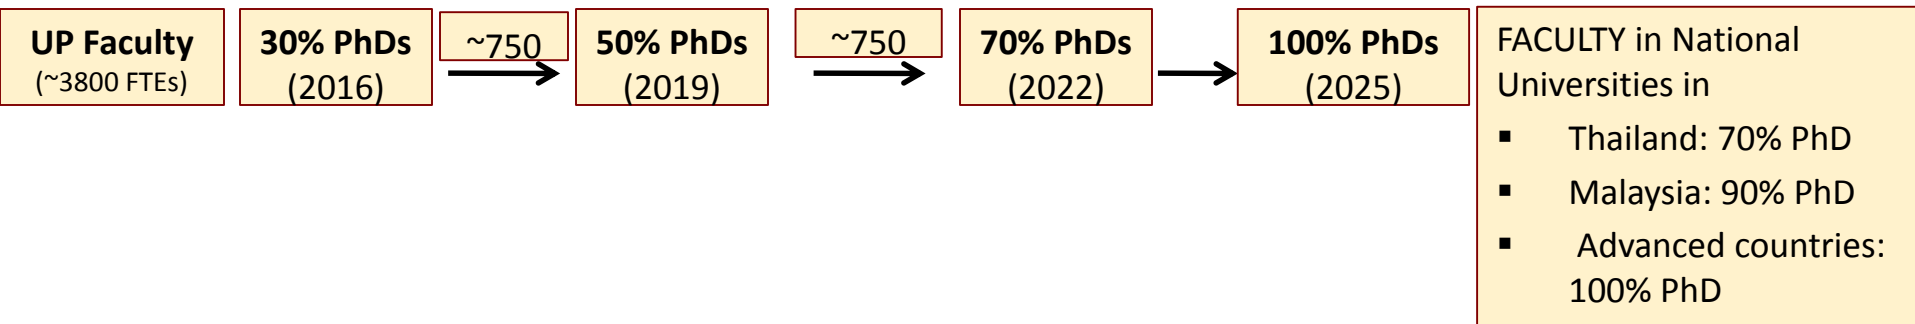 UP Faculty
(~3800 FTEs)
30% PhDs
(2016)
~750
50% PhDs
(2019)
~750
70% PhDs
(2022)
100% PhDs
(2025)
FACULTY in National
Universities in
▪ Thailand: 70% PhD
▪ Malaysia: 90% PhD
▪ Advanced countries:
100% PhD